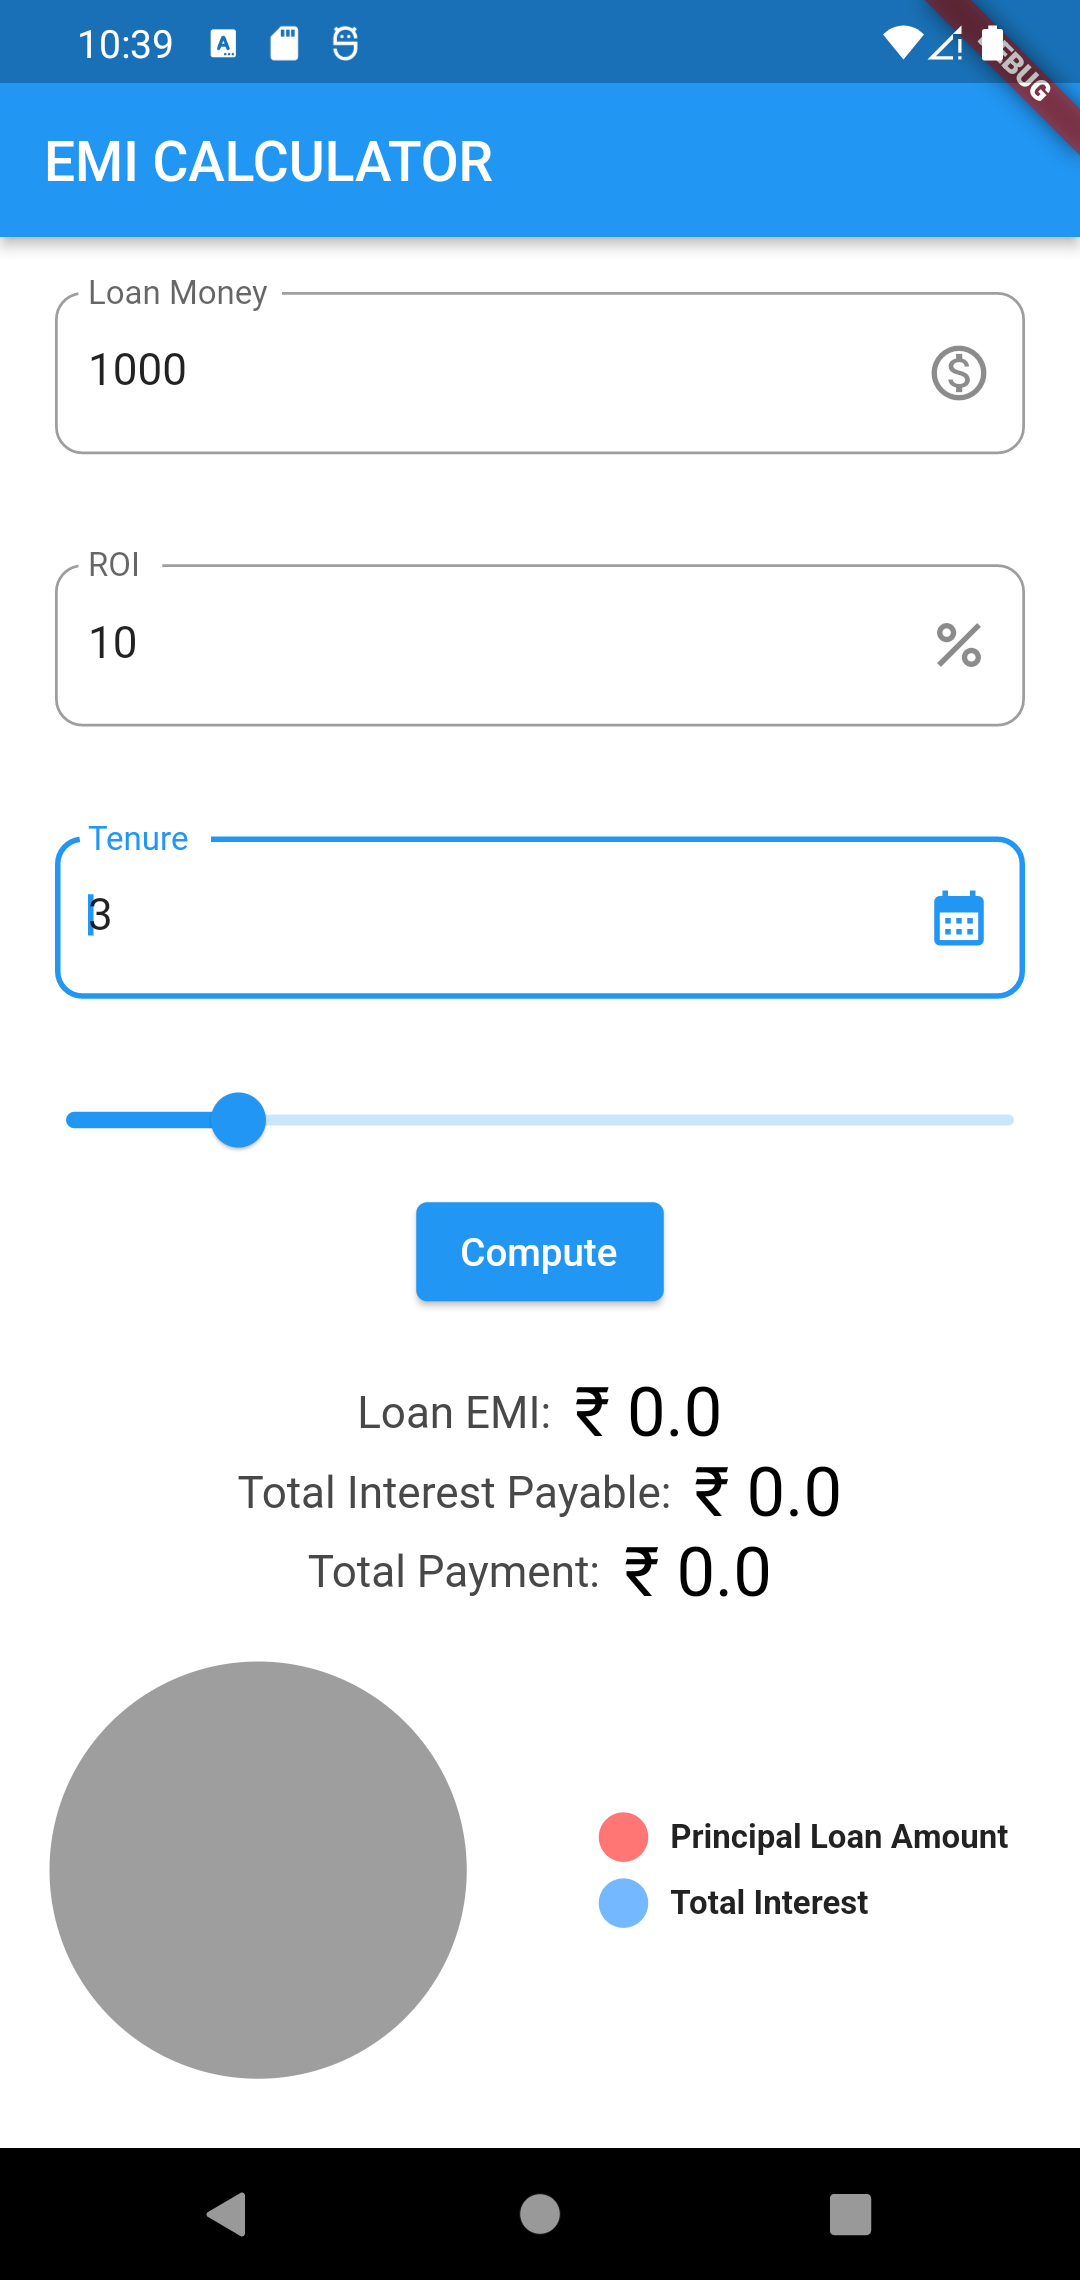 10:39
DEBUG
EMI CALCULATOR
Loan Money
1000
ROI
10
%
Tenure
3
Compute
Loan EMI: ₹ 0.0
Total Interest Payable: ₹ 0.0
Total Payment: ₹ 0.0
Principal Loan Amount
Total Interest